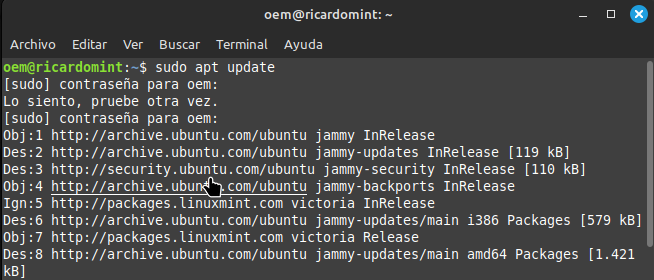 oem@ricardomint: ~
Archivo Editar Ver Buscar Terminal Ayuda
oem@ricardomint:~$ sudo apt update
[sudo] contraseña para oem:
Lo siento, pruebe otra vez.
[sudo] contraseña para oem:
Obj:1 http://archive.ubuntu.com/ubuntu jammy InRelease
Des:2 http://archive.ubuntu.com/ubuntu jammy-updates InRelease [119 kB]
Des:3 http://security.ubuntu.com/ubuntu jammy-security InRelease [110 kB]
Obj:4 http://archive.ubuntu.com/ubuntu jammy-backports InRelease
Ign:5 http://packages.linuxmint.com victoria InRelease
Des:6 http://archive.ubuntu.com/ubuntu jammy-updates/main i386 Packages [579 kB]
Obj:7 http://packages.linuxmint.com victoria Release
Des:8 http://archive.ubuntu.com/ubuntu jammy-updates/main amd64 Packages [1.421
kB]